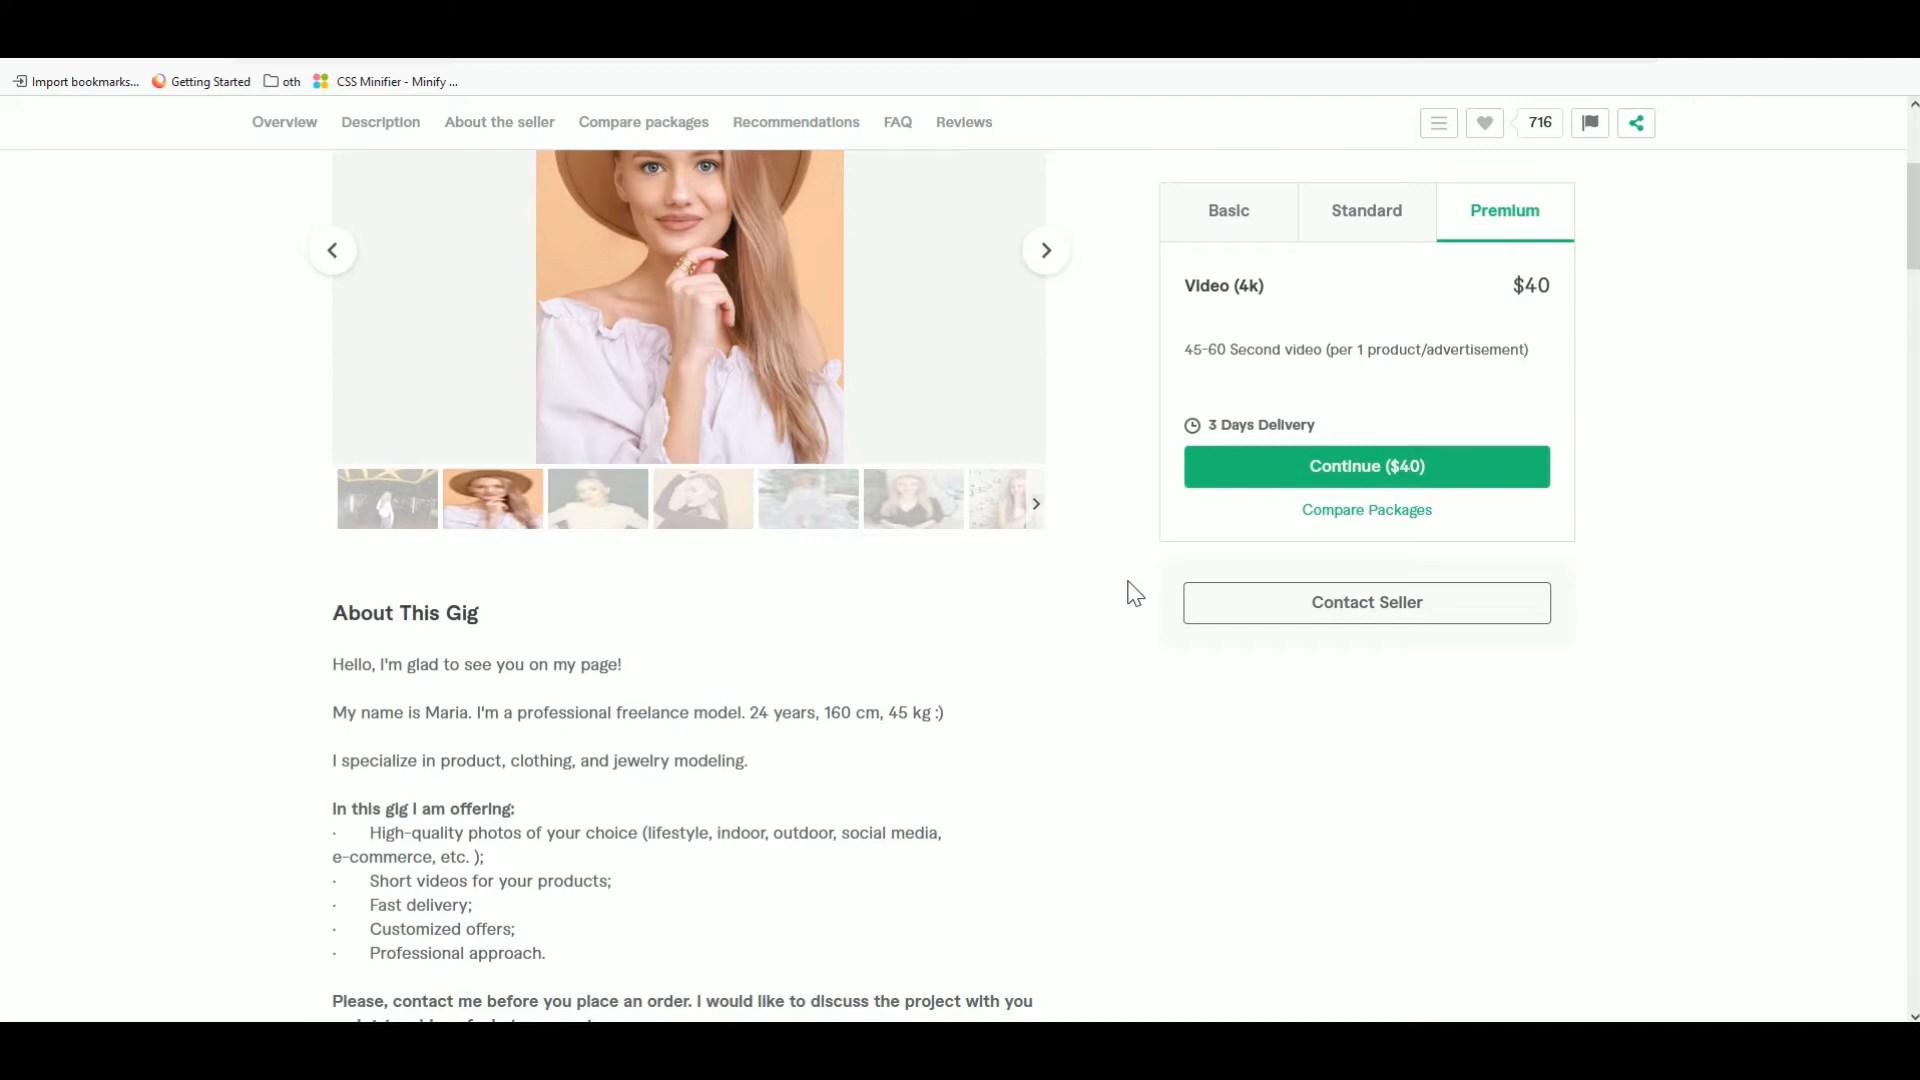 Import bookmarks...
Getting Started
oth
CSS Minifier - Minify ...
Overview
Description
About the seller
Compare packages
Recommendations
FAQ
Reviews
716
Basic
Standard
Premium
Video (4k)
$40
45-60 Second video (per 1 product/advertisement)
3 Days Delivery
Continue ($40)
Compare Packages
Contact Seller
About This Gig
Hello, I'm glad to see you on my page!
My name is Maria. I'm a professional freelance model. 24 years, 160 cm, 45 kg :)
I specialize in product, clothing, and jewelry modeling.
In this gig I am offering:
· High-quality photos of your choice (lifestyle, indoor, outdoor, social media,
e-commerce, etc. );
· Short videos for your products;
· Fast delivery;
· Customized offers;
· Professional approach.
Please, contact me before you place an order. I would like to discuss the project with you